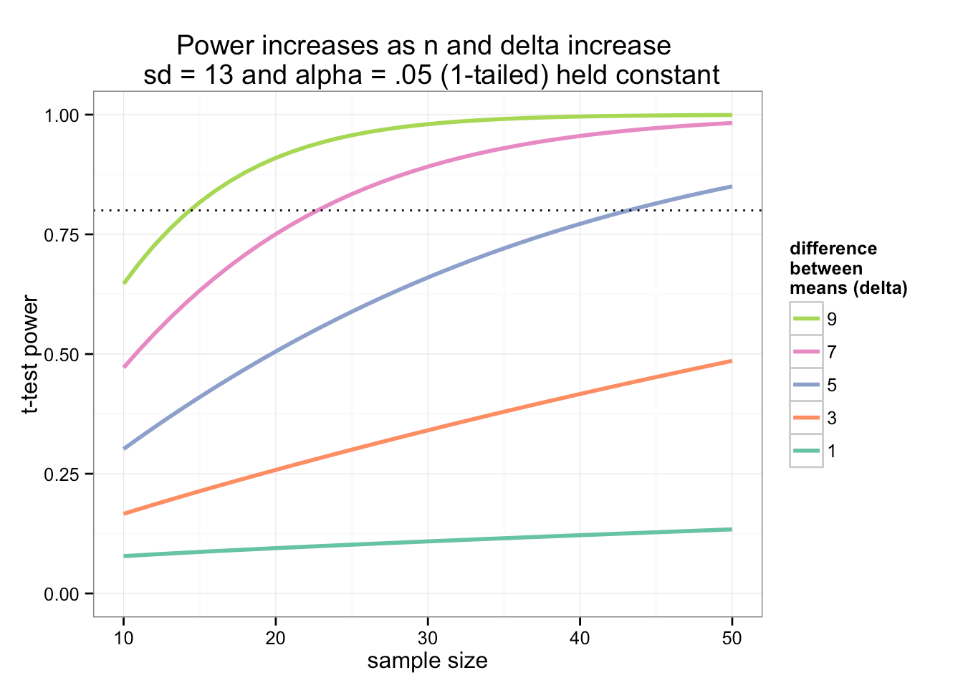 Power increases as n and delta increase
sd = 13 and alpha = .05 (1-tailed) held constant
t-test power
1.00
0.75
0.50
0.25
0.00
10 20 30 40 50
sample size
difference
between
means (delta)
9
7
5
3
1